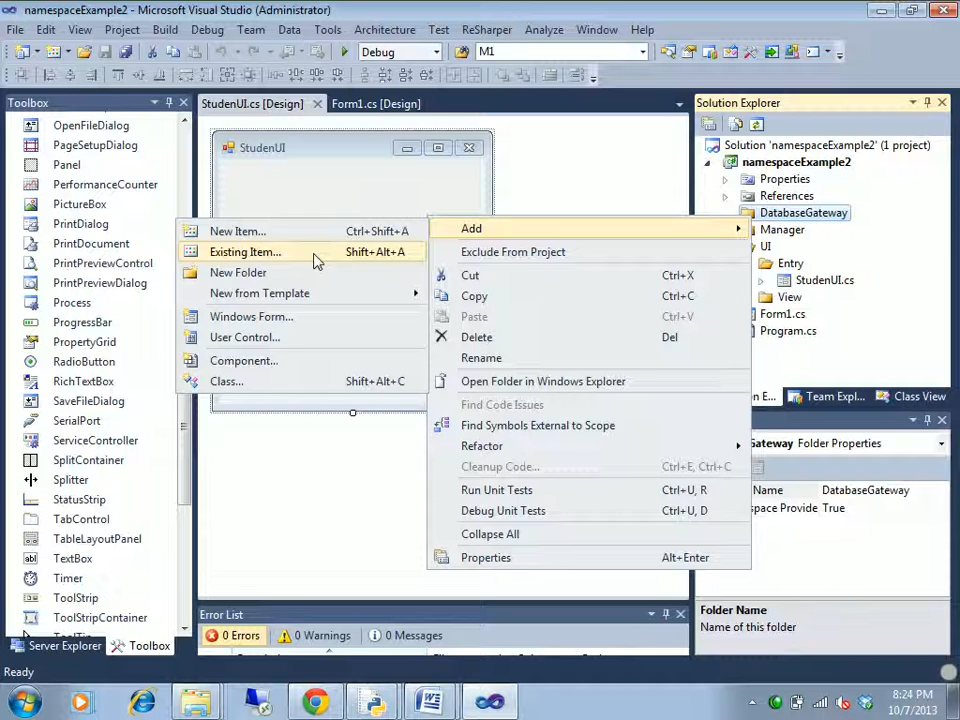 namespaceExample2 - Microsoft Visual Studio (Administrator)
File Edit View Project Build Debug Team Data Tools Architecture Test ReSharper Analyze Window Help
Debug M1
Toolbox
OpenFileDialog
PageSetupDialog
Panel
PerformanceCounter
PictureBox
PrintDialog
PrintDocument
PrintPreviewControl
PrintPreviewDialog
Process
ProgressBar
PropertyGrid
RadioButton
RichTextBox
SaveFileDialog
SerialPort
ServiceController
SplitContainer
Splitter
StatusStrip
TabControl
TableLayoutPanel
TextBox
Timer
ToolStrip
ToolStripContainer
Server Explorer Toolbox
StudenUI.cs [Design] Form1.cs [Design]
StudenUI
New Item... Ctrl+Shift+A
Existing Item... Shift+Alt+A
New Folder
New from Template
Windows Form...
User Control...
Component...
Class... Shift+Alt+C
Add
Exclude From Project
Cut Ctrl+X
Copy Ctrl+C
Paste Ctrl+V
Delete Del
Rename
Open Folder in Windows Explorer
Find Code Issues
Find Symbols External to Scope
Refactor
Cleanup Code... Ctrl+E, Ctrl+C
Run Unit Tests Ctrl+U, R
Debug Unit Tests Ctrl+U, D
Collapse All
Properties Alt+Enter
Error List
0 Errors 0 Warnings 0 Messages
Solution Explorer
Solution 'namespaceExample2' (1 project)
namespaceExample2
Properties
References
DatabaseGateway
Manager
UI
Entry
StudenUI.cs
View
Form1.cs
Program.cs
n E... Team Expl... Class View
Gateway Folder Properties
Name DatabaseGateway
space Provide True
Folder Name
Name of this folder
Ready
8:24 PM
10/7/2013